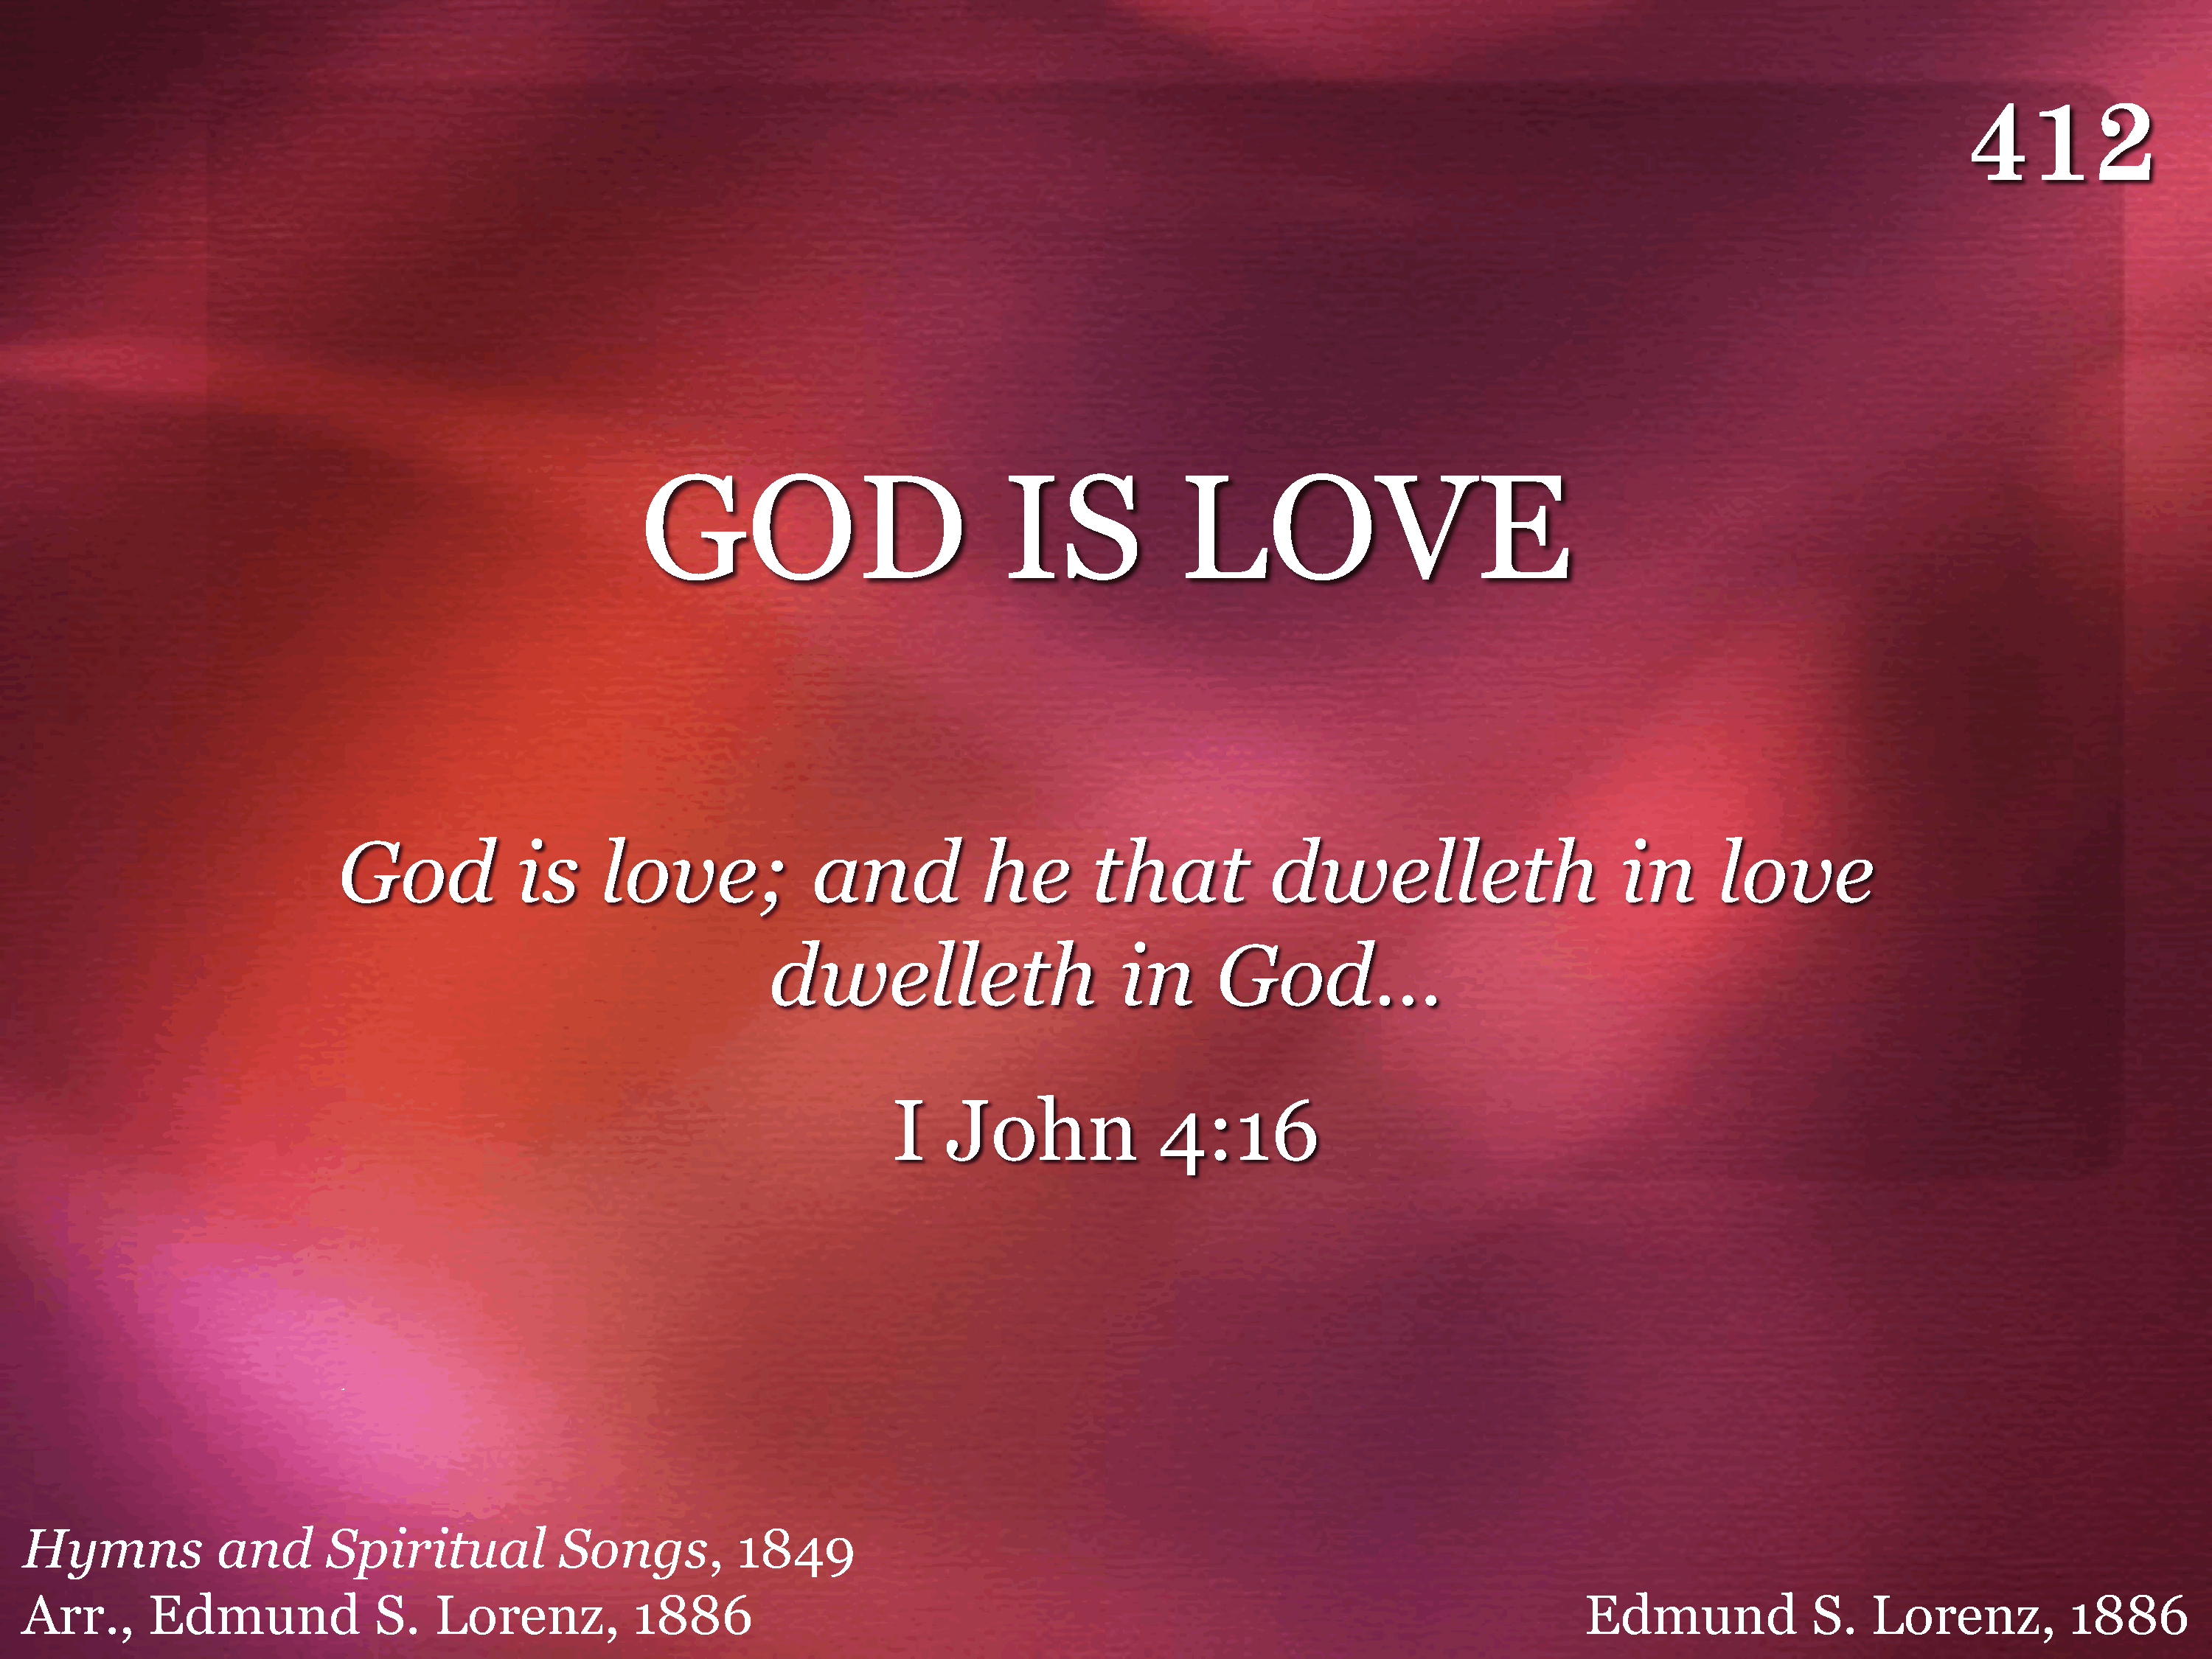 412
GOD IS LOVE
God is love; and he that dwelleth in love
dwelleth in God…
I John 4:16
Hymns and Spiritual Songs, 1849
Arr., Edmund S. Lorenz, 1886
Edmund S. Lorenz, 1886